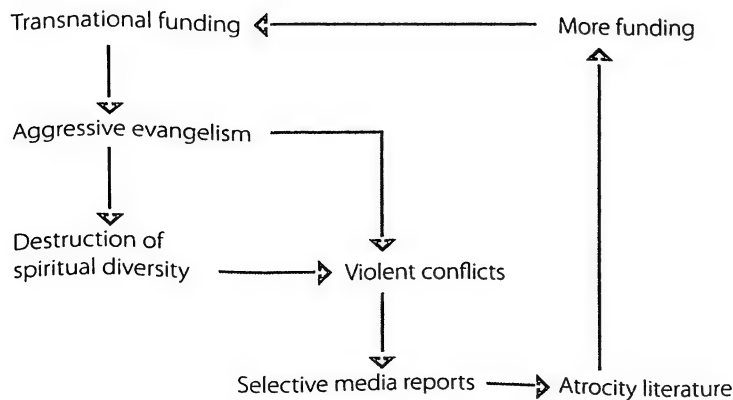 Transnational funding
More funding
Aggressive evangelism
Destruction of
spiritual diversity
Violent conflicts
Selective media reports
Atrocity literature